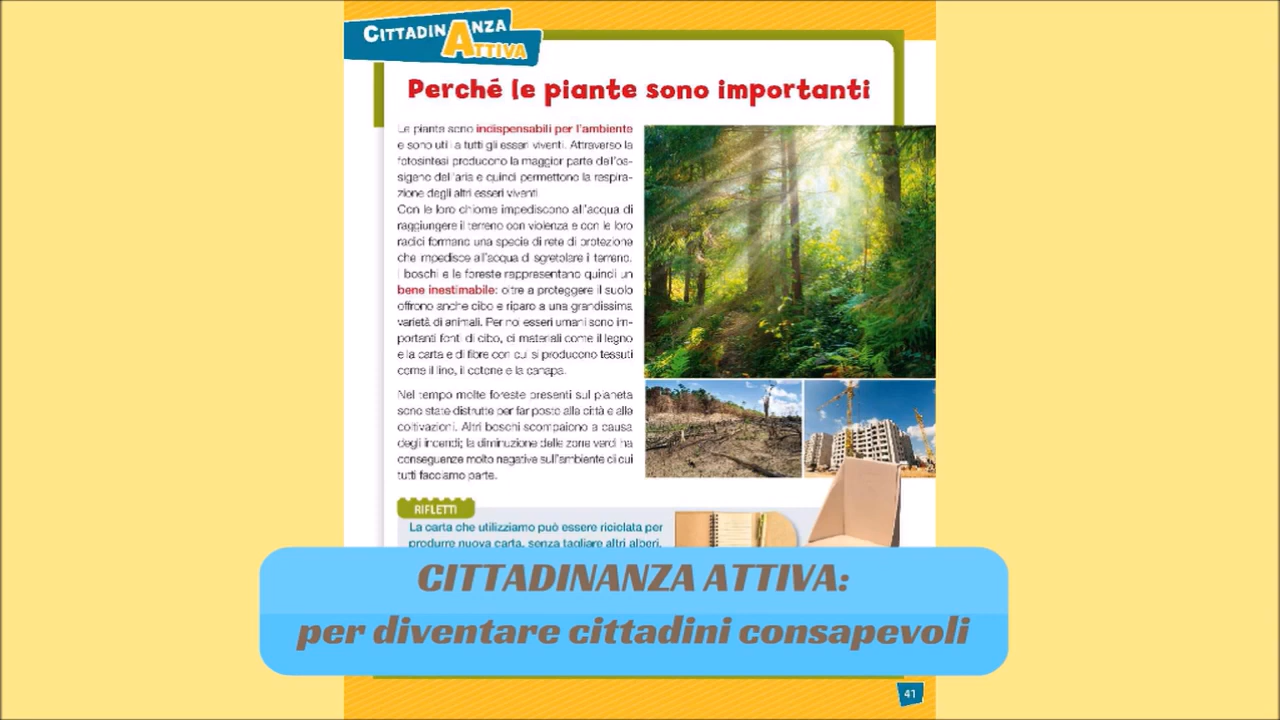 CITTADINANZA
ATTIVA
Perché le piante sono importanti
Le piante sono indispensabili per l'ambiente
e sono utili a tutti gli esseri viventi. Attraverso la
fotosintesi producono la maggior parte dell'os-
sigeno dell'aria e quindi permettono la respira-
zione degli altri esseri viventi.
Con le loro chiome impediscono all'acqua di
raggiungere il terreno con violenza e con le loro
radici formano una specie di rete di protezione
che impedisce all'acqua di sgretolare il terreno.
I boschi e le foreste rappresentano quindi un
bene inestimabile: oltre a proteggere il suolo
offrono anche cibo e riparo a una grandissima
varietà di animali. Per noi esseri umani sono im-
portanti fonti di cibo, di materiali come il legno
e la carta e di fibre con cui si producono tessuti
come il lino, il cotone e la canapa.
Nel tempo molte foreste presenti sul pianeta
sono state distrutte per far posto alle città e alle
coltivazioni. Altri boschi scompaiono a causa
degli incendi; la diminuzione delle zone verdi ha
conseguenze molto negative sull'ambiente di cui
tutti facciamo parte.
RIFLETTI
La carta che utilizziamo può essere riciclata per
produrre nuova carta, senza tagliare altri alberi.
CITTADINANZA ATTIVA:
per diventare cittadini consapevoli
41